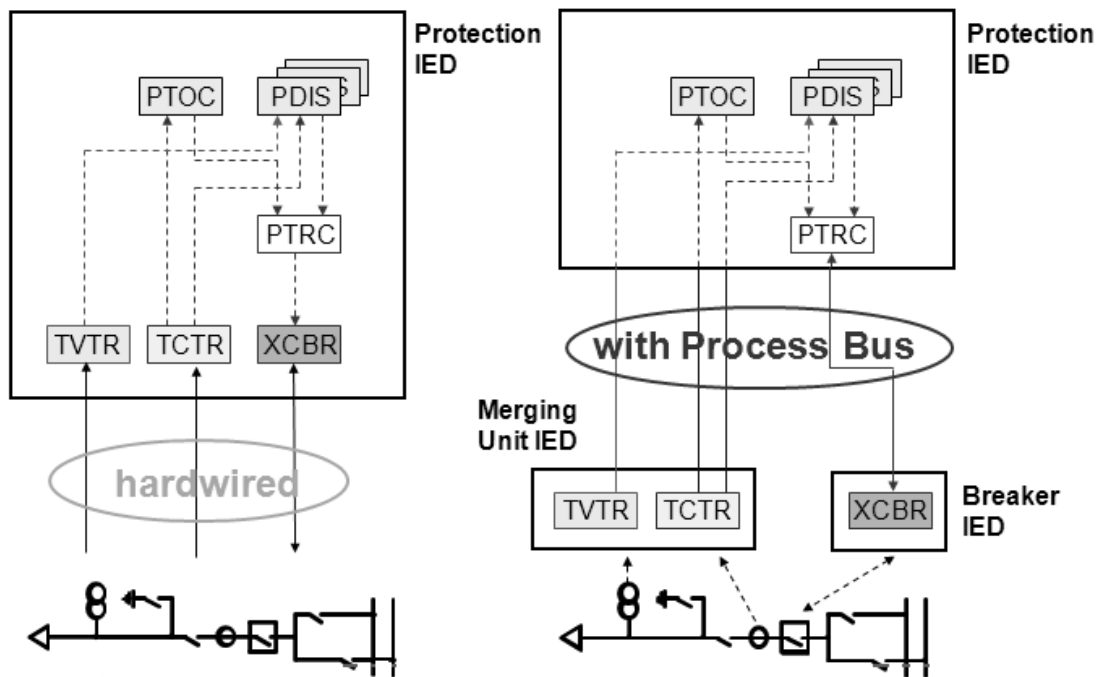 Protection
IED
PTOC
PDIS
S
PTRC
TVTR
TCTR
XCBR
hardwired
Protection
IED
PTOC
PDIS
S
PTRC
with Process Bus
Merging
Unit IED
TVTR
TCTR
XCBR
Breaker
IED